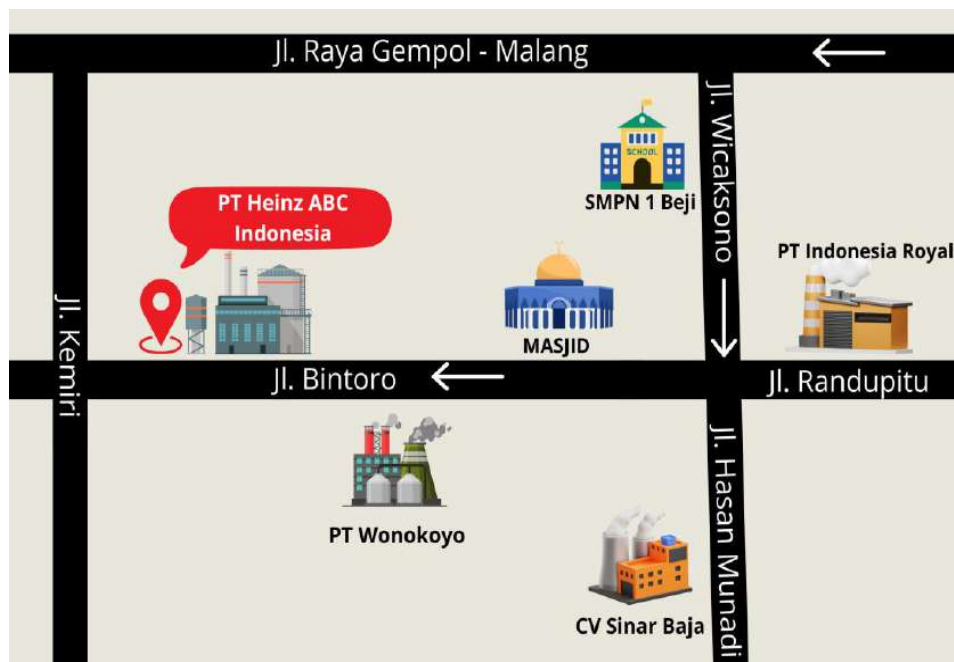 Jl. Raya Gempol - Malang
Jl. Wicaksono
SCHOOL
SMPN 1 Beji
PT Heinz ABC
Indonesia
PT Indonesia Royal
MASJID
Jl. Kemiri
Jl. Bintoro
Jl. Randupitu
Jl. Hasan Munadi
PT Wonokoyo
CV Sinar Baja